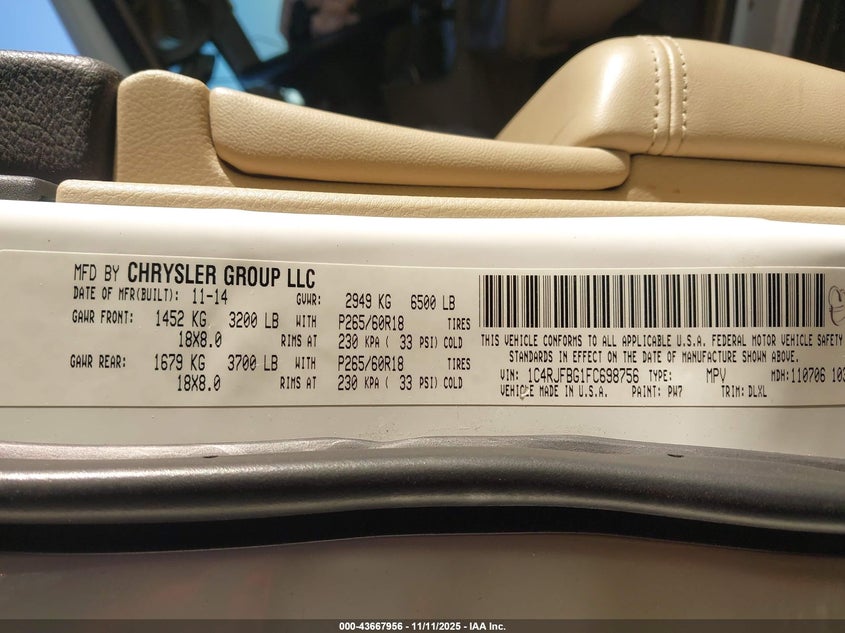 MFD BY CHRYSLER GROUP LLC
DATE OF MFR(BUILT): 11-14 GVWR: 2949 KG 6500 LB
GAWR FRONT: 1452 KG 3200 LB WITH P265/60R18 TIRES
18X8.0 RIMS AT 230 KPA ( 33 PSI) COLD
GAWR REAR: 1679 KG 3700 LB WITH P265/60R18 TIRES
18X8.0 RIMS AT 230 KPA ( 33 PSI) COLD
THIS VEHICLE CONFORMS TO ALL APPLICABLE U.S.A. FEDERAL MOTOR VEHICLE SAFETY
STANDARDS IN EFFECT ON THE DATE OF MANUFACTURE SHOWN ABOVE.
VIN: 1C4RJFBG1FC698756 TYPE: MPV MDH:110706 103
VEHICLE MADE IN U.S.A. PAINT: PW7 TRIM: DLXL
000-43667956 - 11/11/2025 - IAA Inc.